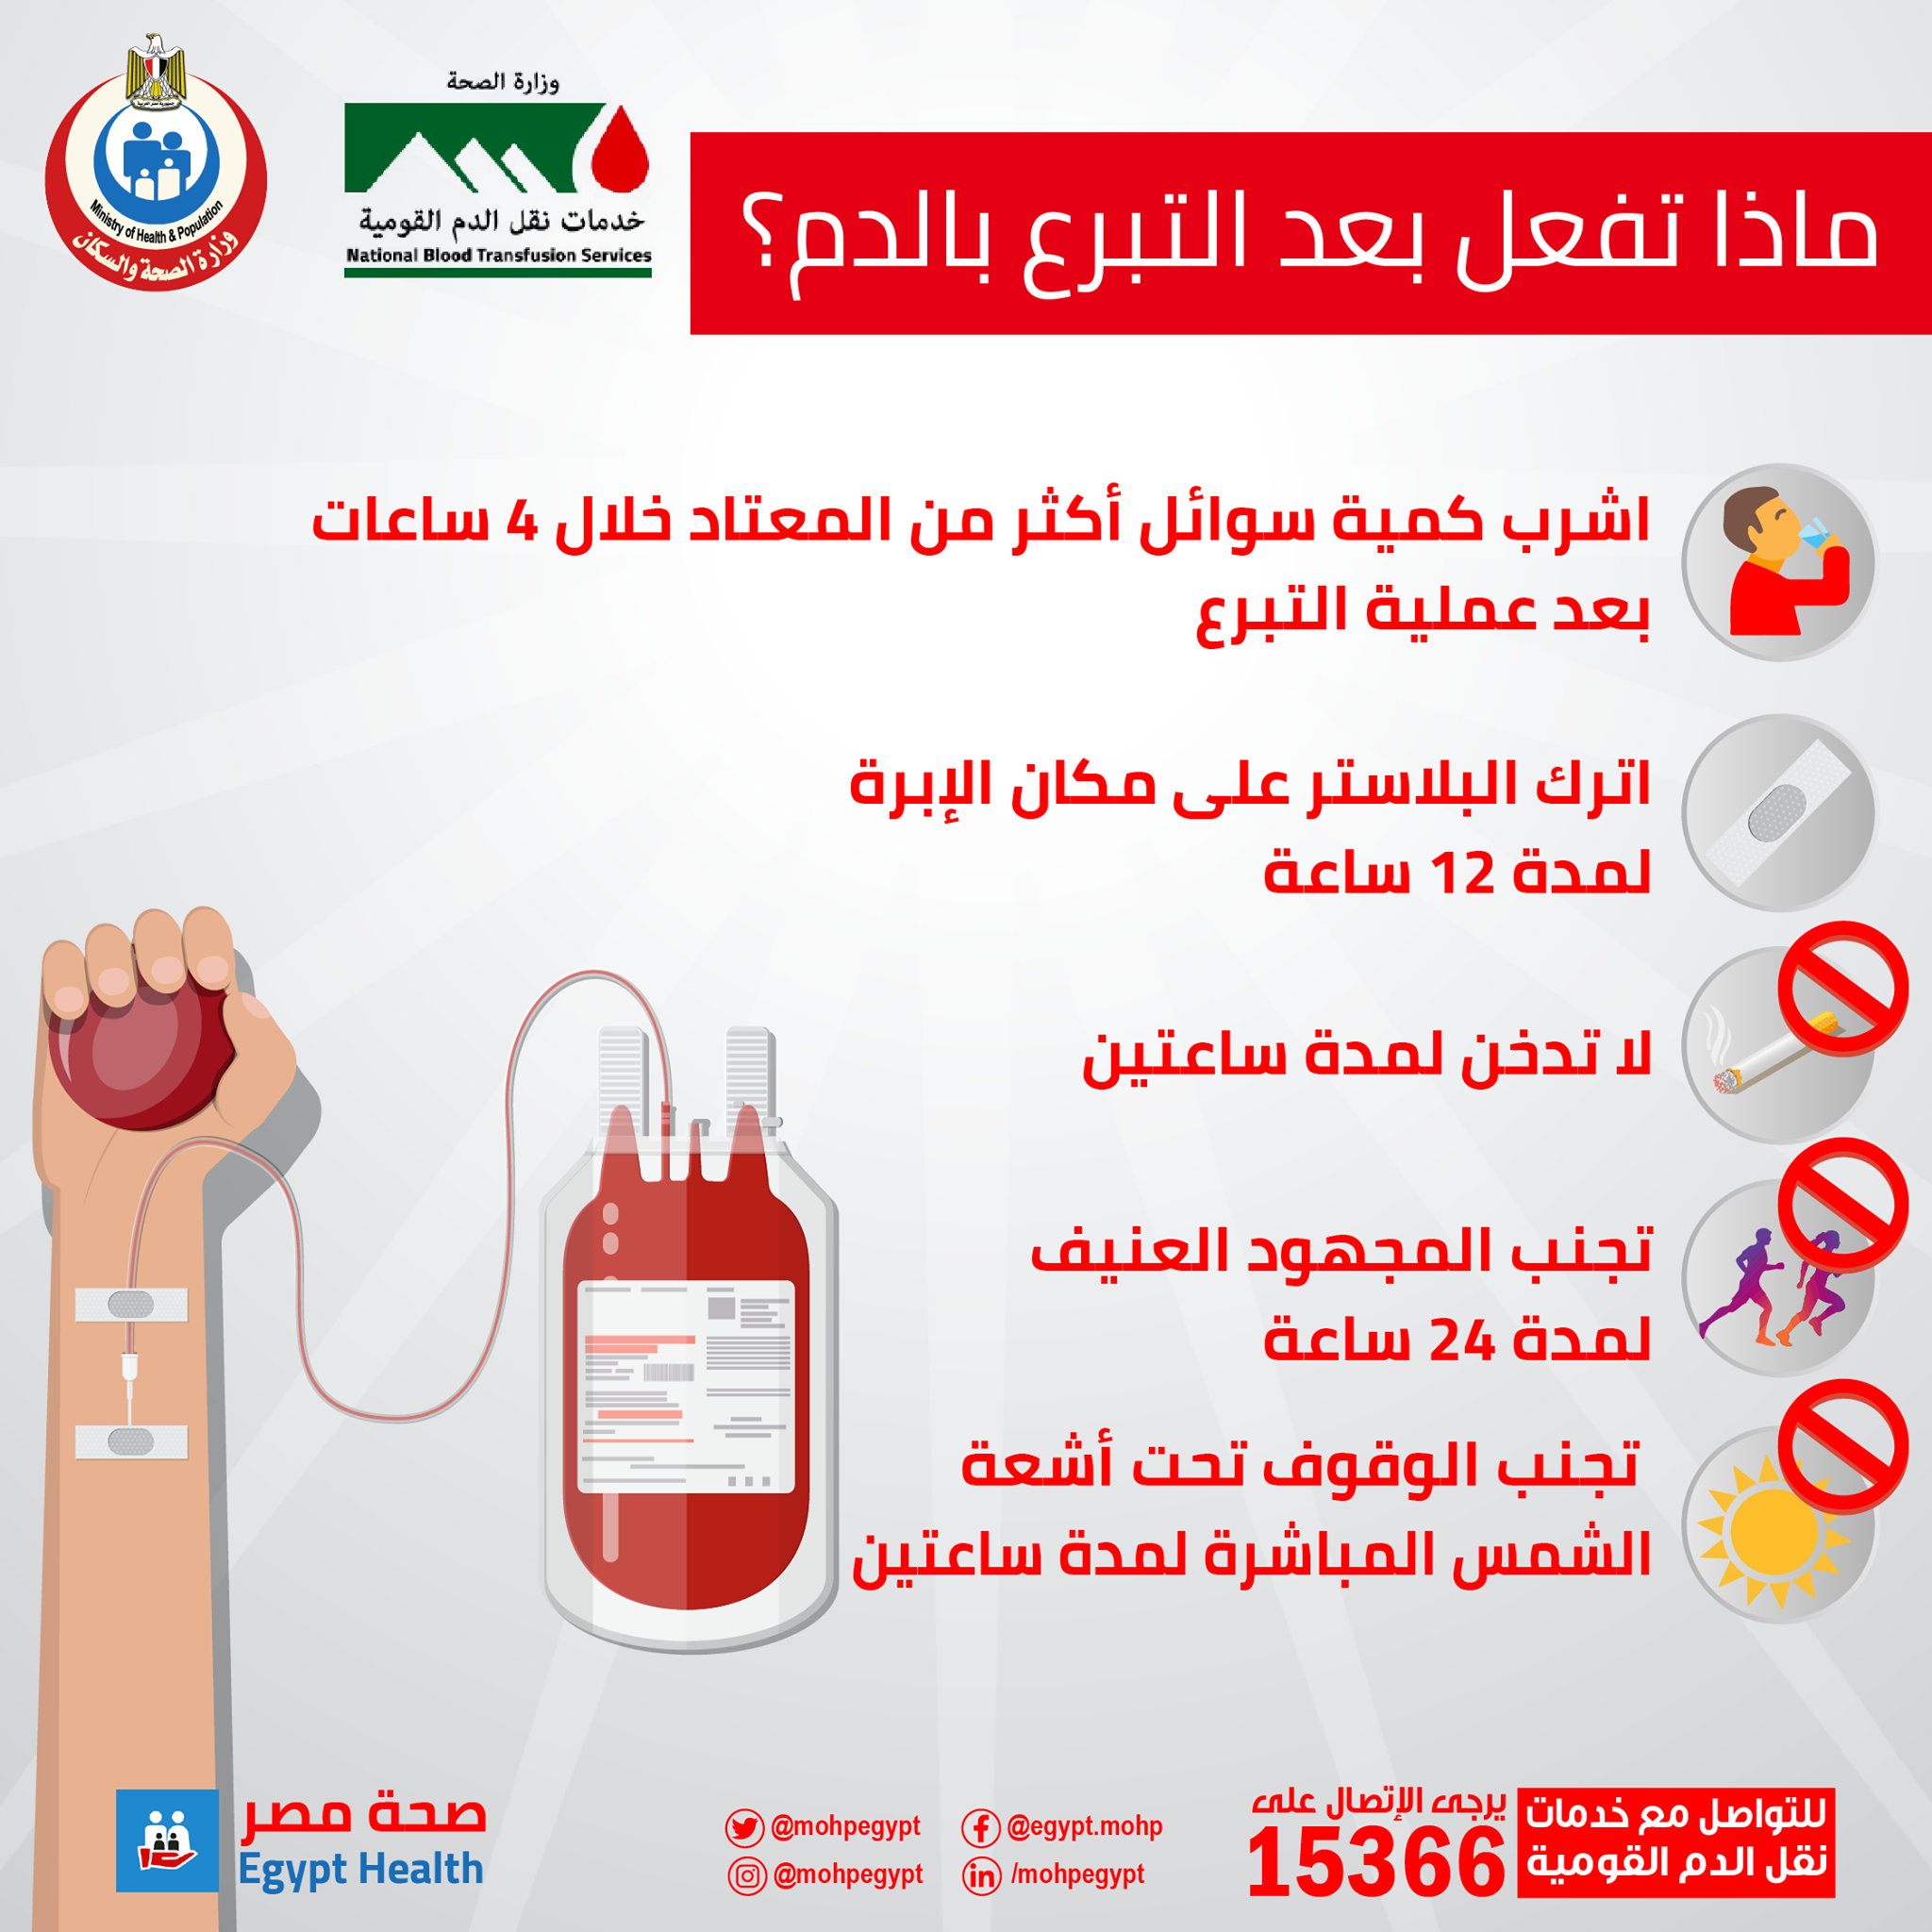 وزارة الصحة
خدمات نقل الدم القومية
National Blood Transfusion Services
Ministry of Health & Population
وزارة الصحة والسكان
ماذا تفعل بعد التبرع بالدم؟
اشرب كمية سوائل أكثر من المعتاد خلال 4 ساعات
بعد عملية التبرع
اترك البلاستر على مكان الإبرة
لمدة 12 ساعة
لا تدخن لمدة ساعتين
تجنب المجهود العنيف
لمدة 24 ساعة
تجنب الوقوف تحت أشعة
الشمس المباشرة لمدة ساعتين
للتواصل مع خدمات
نقل الدم القومية
يرجى الإتصال على
15366
@egypt.mohp
@mohpegypt
/mohpegypt
@mohpegypt
صحة مصر
Egypt Health